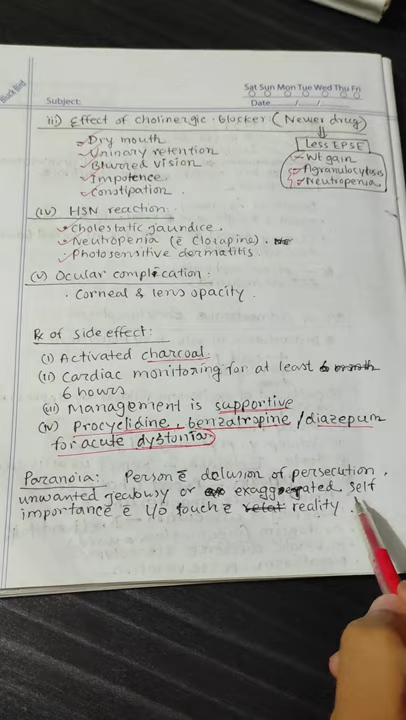 Black Bird
Sat Sun Mon Tue Wed Thu Fri
Subject:
Date / /
iii) Effect of cholinergic blocker (Newer drug)
Dry mouth
Urinary retention
Blurred vision
Impotence
Constipation
Less EPSE
Wt gain
Agranulocytoses
Neutropenia
(iv) HSN reaction:
Cholestatic jaundice.
Neutropenia (c̄ Clozapine).
Photosensitive dermatitis.
(v) Ocular complication:
. Corneal & lens opacity.
Rx of side effect:
(i) Activated charcoal.
(ii) Cardiac monitoring for at least
6 hours
(iii) Management is supportive
(iv) Procyclidine, benzatropine / diazepam
for acute dystonia
Paranoia: Person c̄ delusion of persecution,
unwanted jeaousy or exaggerated self
importance c̄ touch c̄ reality.